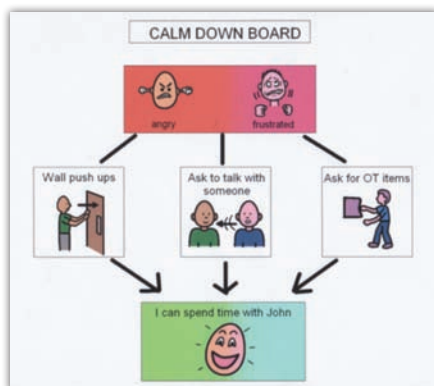 CALM DOWN BOARD
angry
frustrated
Wall push ups
Ask to talk with
someone
Ask for OT items
I can spend time with John